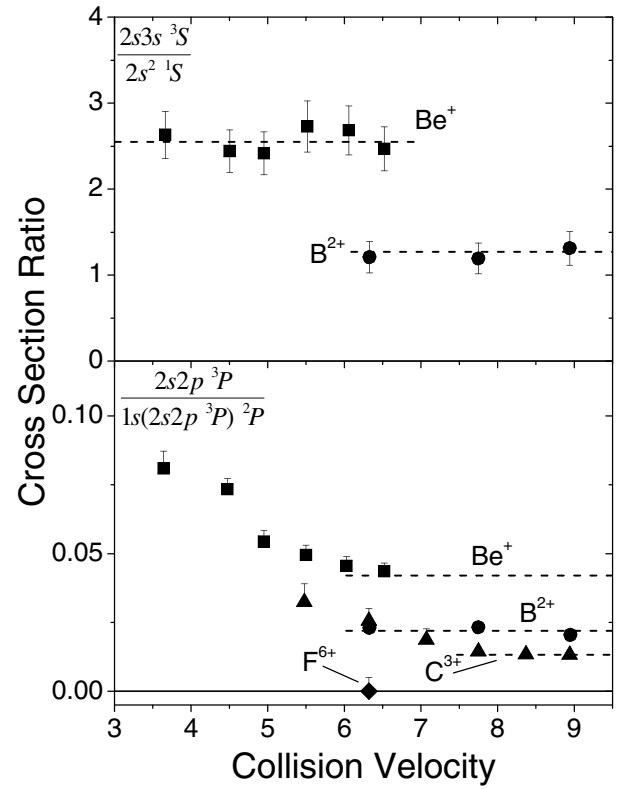 4
2s3s ³S
2s² ¹S
3
Be⁺
2
B²⁺
1
0
Cross Section Ratio
2s2p ³P
1s(2s2p ³P) ²P
0.10
0.05
Be⁺
B²⁺
F⁶⁺
C³⁺
0.00
3 4 5 6 7 8 9
Collision Velocity